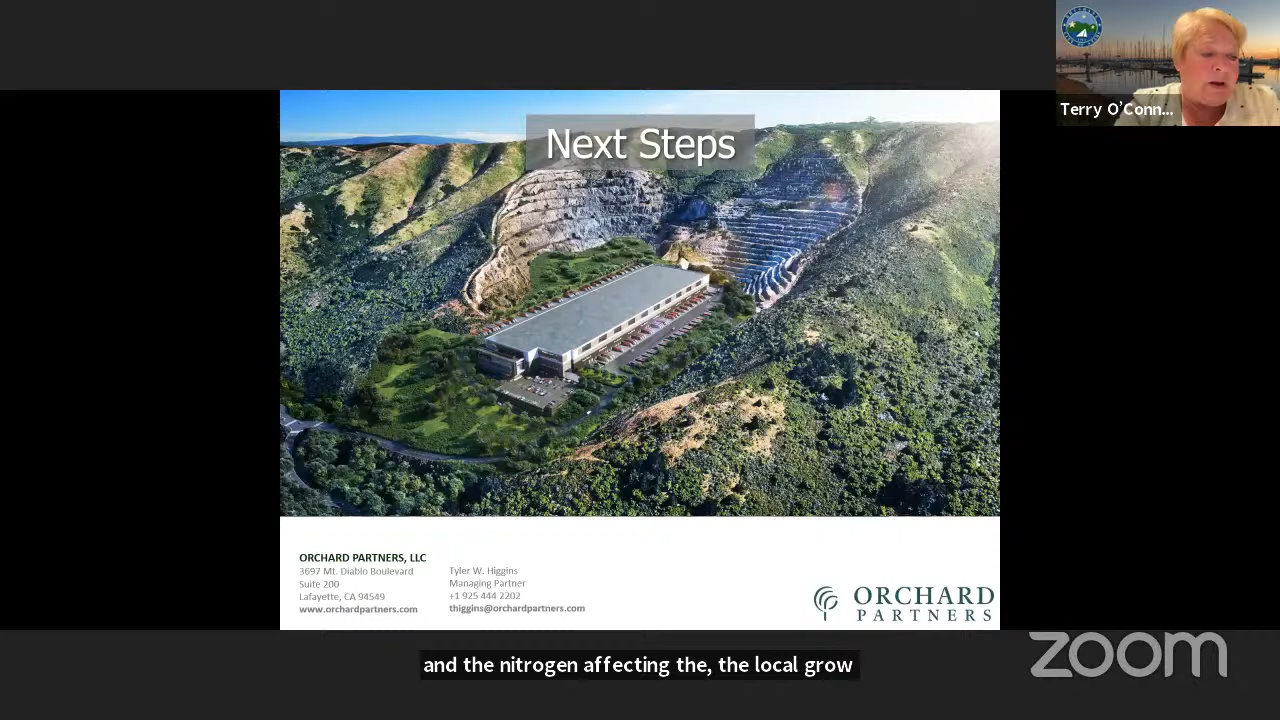 Terry O'Conn...
Next Steps
ORCHARD PARTNERS, LLC
3697 Mt. Diablo Boulevard
Suite 200
Lafayette, CA 94549
www.orchardpartners.com
Tyler W. Higgins
Managing Partner
+1 925 444 2202
thiggins@orchardpartners.com
ORCHARD
PARTNERS
zoom
and the nitrogen affecting the, the local grow